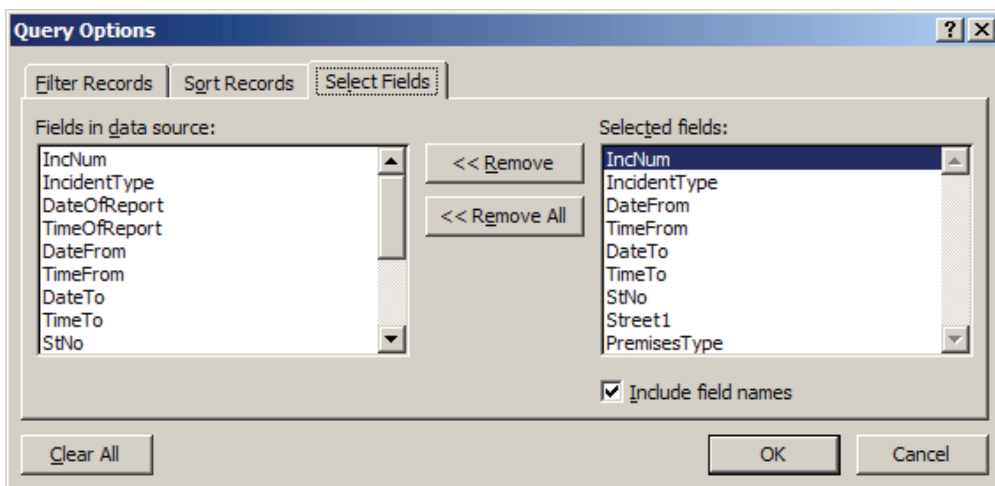 Query Options
Filter Records Sort Records Select Fields
Fields in data source:
IncNum
IncidentType
DateOfReport
TimeOfReport
DateFrom
TimeFrom
DateTo
TimeTo
StNo
<< Remove
<< Remove All
Selected fields:
IncNum
IncidentType
DateFrom
TimeFrom
DateTo
TimeTo
StNo
Street1
PremisesType
Include field names
Clear All
OK
Cancel